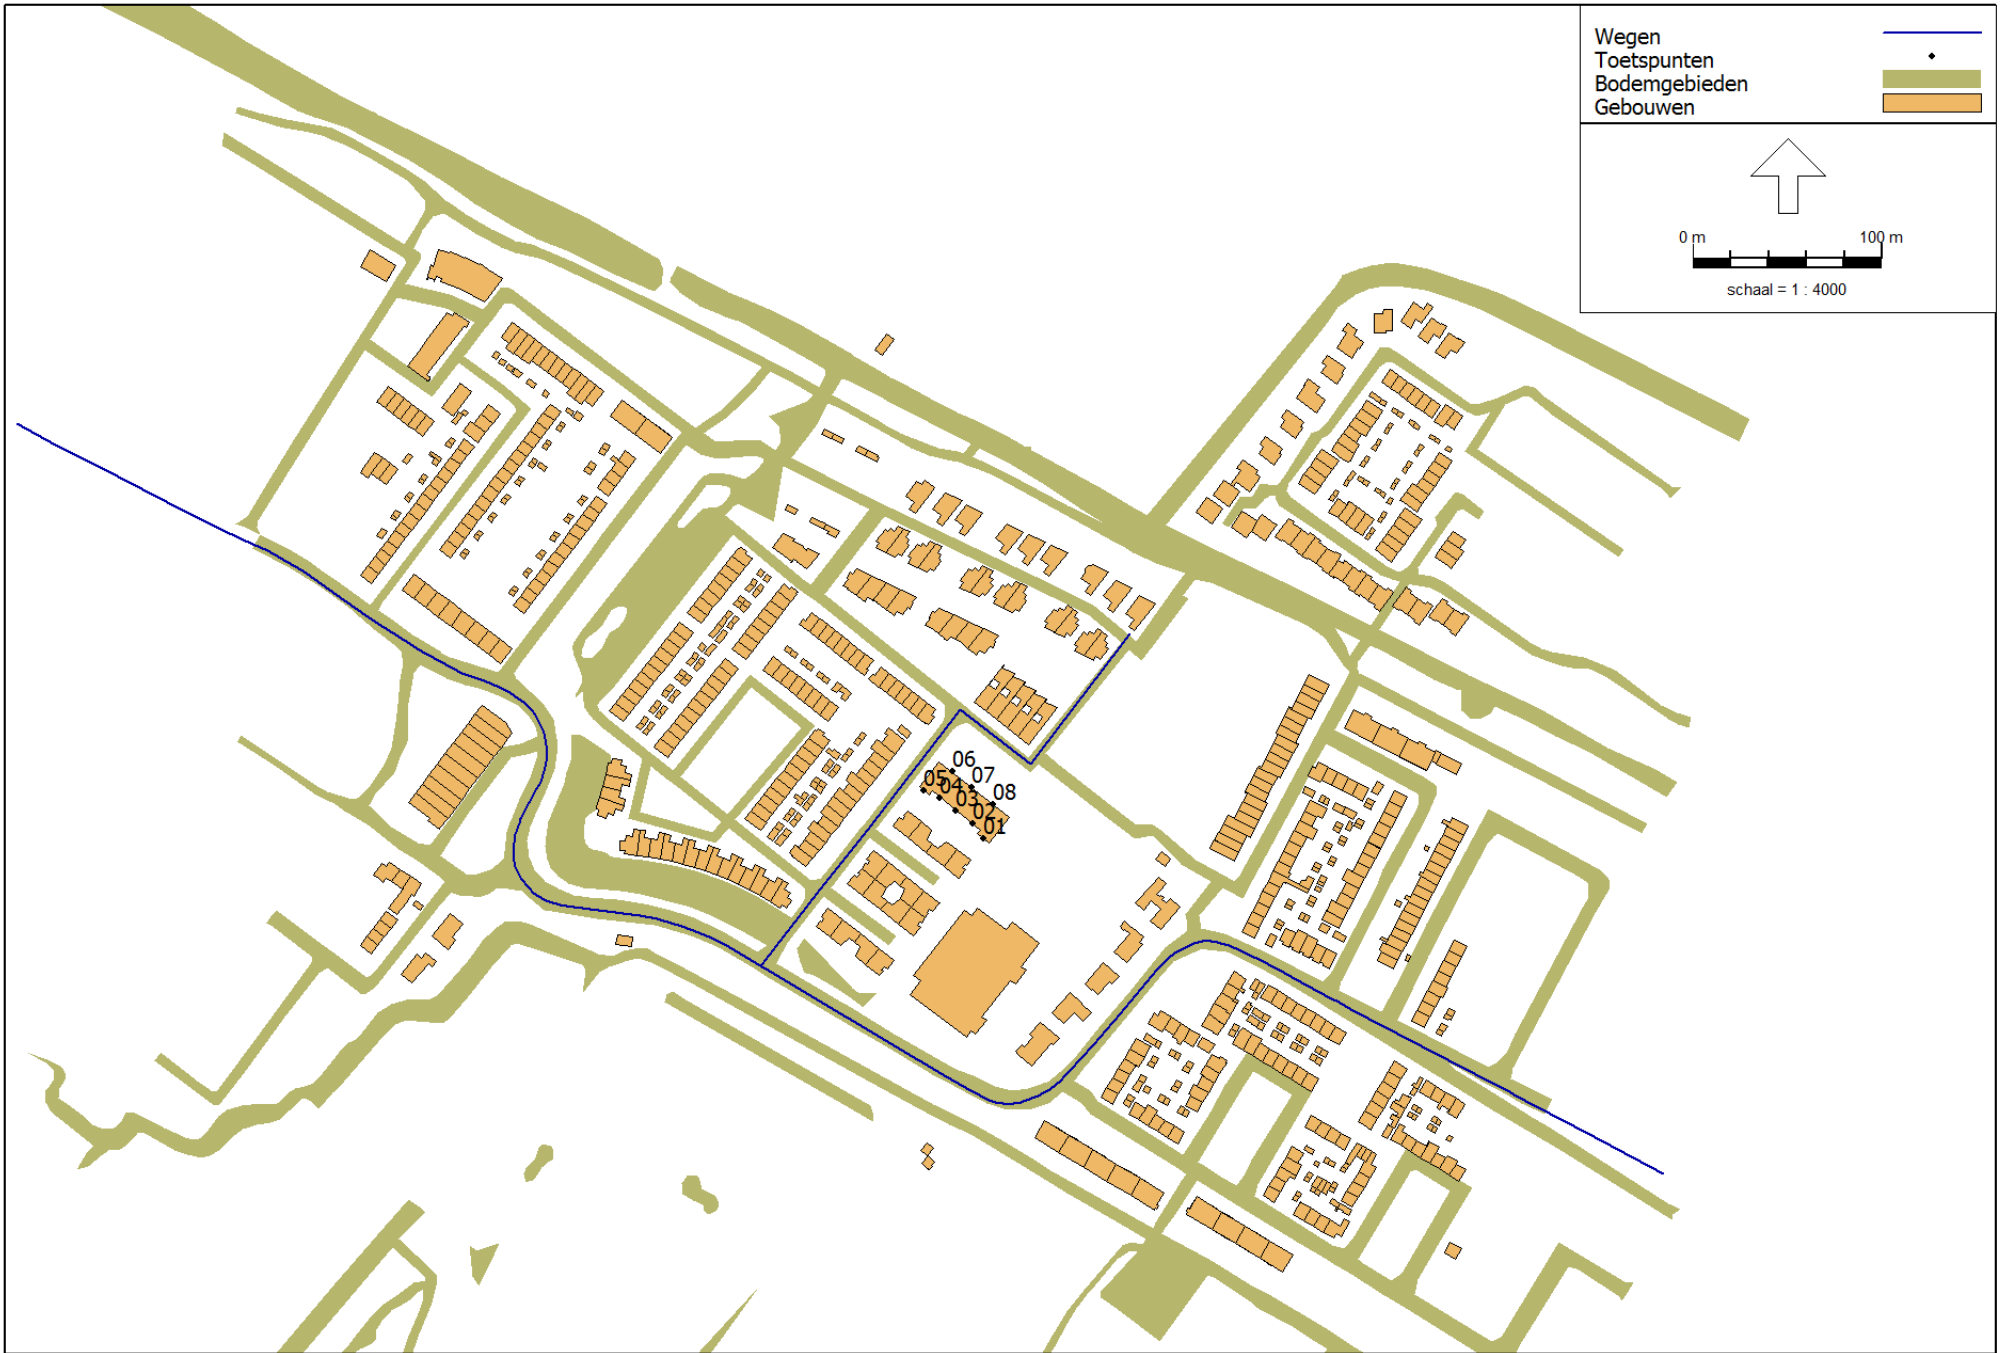 Wegen
Toetspunten
Bodemgebieden
Gebouwen
0 m 100 m
schaal = 1 : 4000
06
07
05
04
08
03
02
01